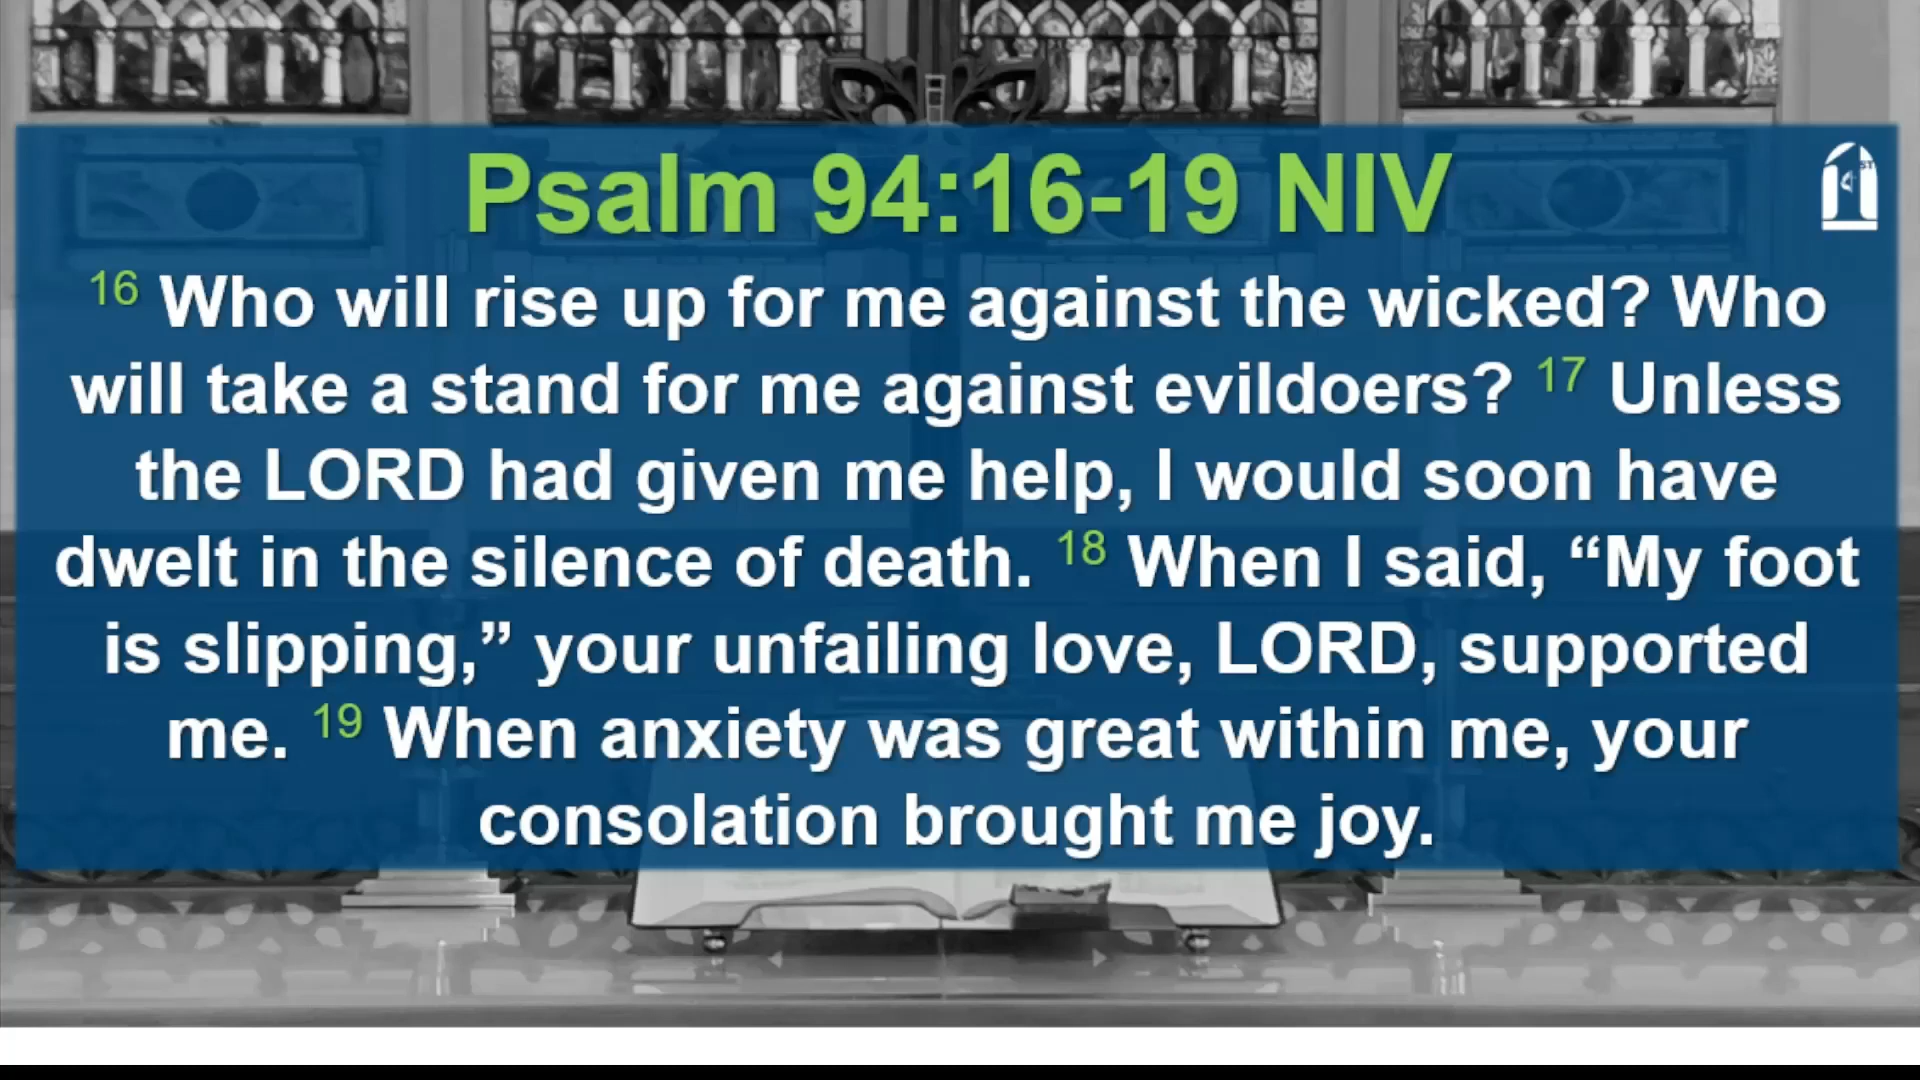 Psalm 94:16-19 NIV
ST
16 Who will rise up for me against the wicked? Who
will take a stand for me against evildoers? 17 Unless
the LORD had given me help, I would soon have
dwelt in the silence of death. 18 When I said, “My foot
is slipping,” your unfailing love, LORD, supported
me. 19 When anxiety was great within me, your
consolation brought me joy.